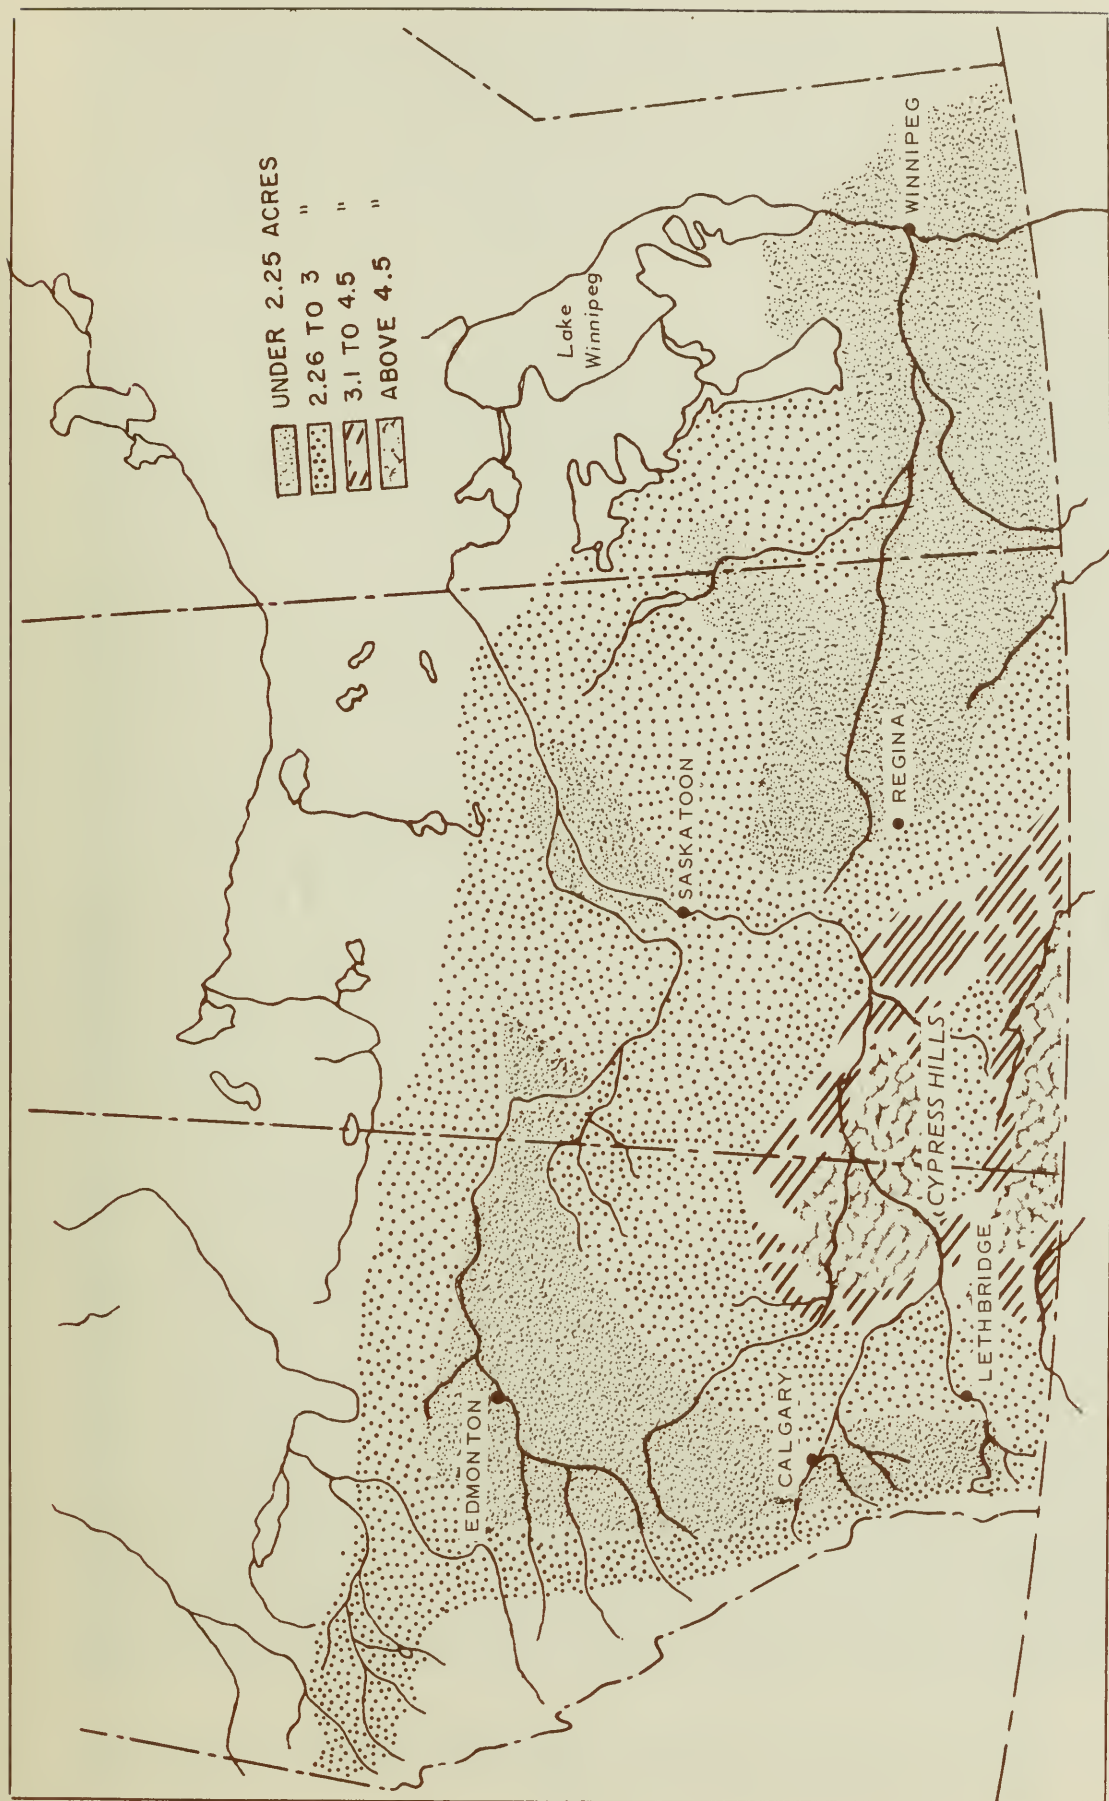 UNDER 2.25 ACRES
2.26 TO 3 "
3.1 TO 4.5 "
ABOVE 4.5 "
Lake
Winnipeg
WINNIPEG
EDMONTON
SASKATOON
REGINA
CALGARY
CYPRESS HILLS
LETHBRIDGE